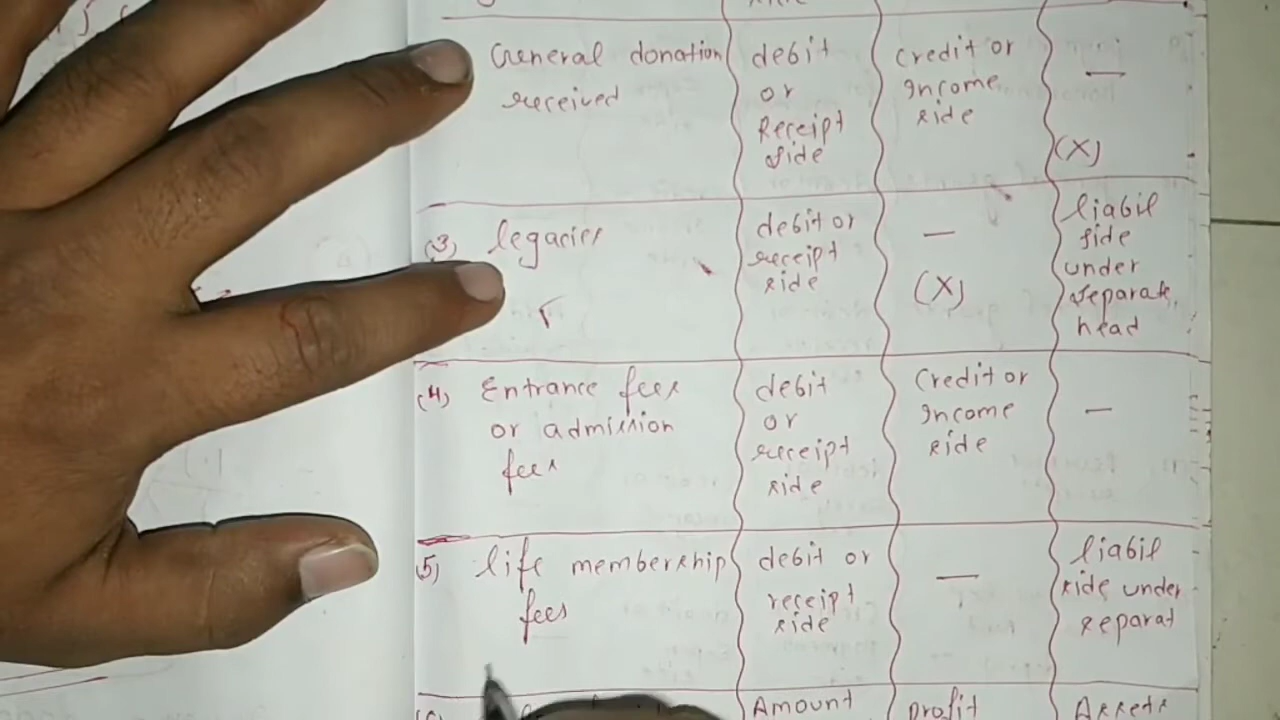 General donation
received
debit
or
Receipt
side
Credit or
Income
side
—
(X)
(3) legacies
debit or
receipt
side
—
(X)
liabil
side
under
separate
head
(4) Entrance fees
or admission
fees
debit
or
receipt
side
Credit or
Income
side
—
(5) life membership
fees
debit or
receipt
side
—
liabil
side under
separat
Amount
Profit
Assets